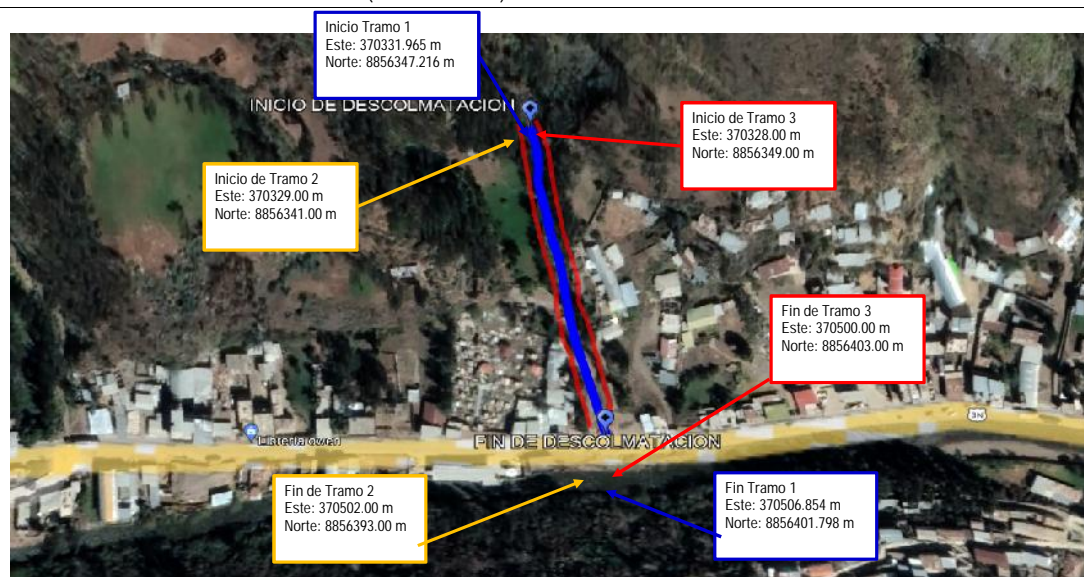 Inicio Tramo 1
Este: 370331.965 m
Norte: 8856347.216 m
INICIO DE DESCOLMATACION
Inicio de Tramo 3
Este: 370328.00 m
Norte: 8856349.00 m
Inicio de Tramo 2
Este: 370329.00 m
Norte: 8856341.00 m
Fin de Tramo 3
Este: 370500.00 m
Norte: 8856403.00 m
3N
FIN DE DESCOLMATACION
Fin de Tramo 2
Este: 370502.00 m
Norte: 8856393.00 m
Fin Tramo 1
Este: 370506.854 m
Norte: 8856401.798 m